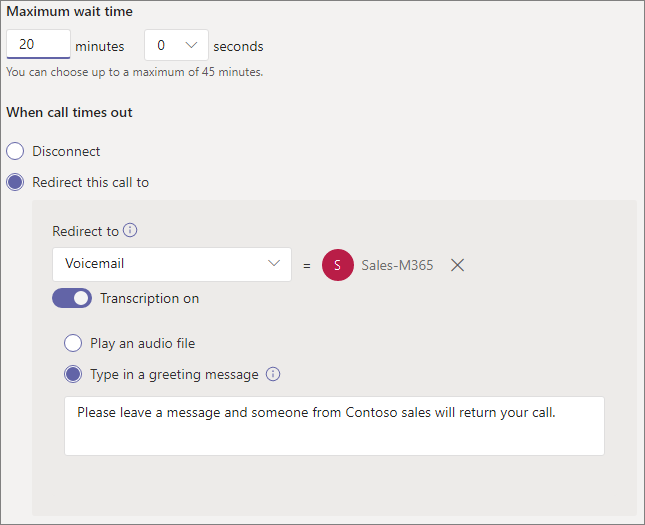 Maximum wait time
20 minutes 0 seconds
You can choose up to a maximum of 45 minutes.
When call times out
Disconnect
Redirect this call to
Redirect to
Voicemail = S Sales-M365
Transcription on
Play an audio file
Type in a greeting message
Please leave a message and someone from Contoso sales will return your call.